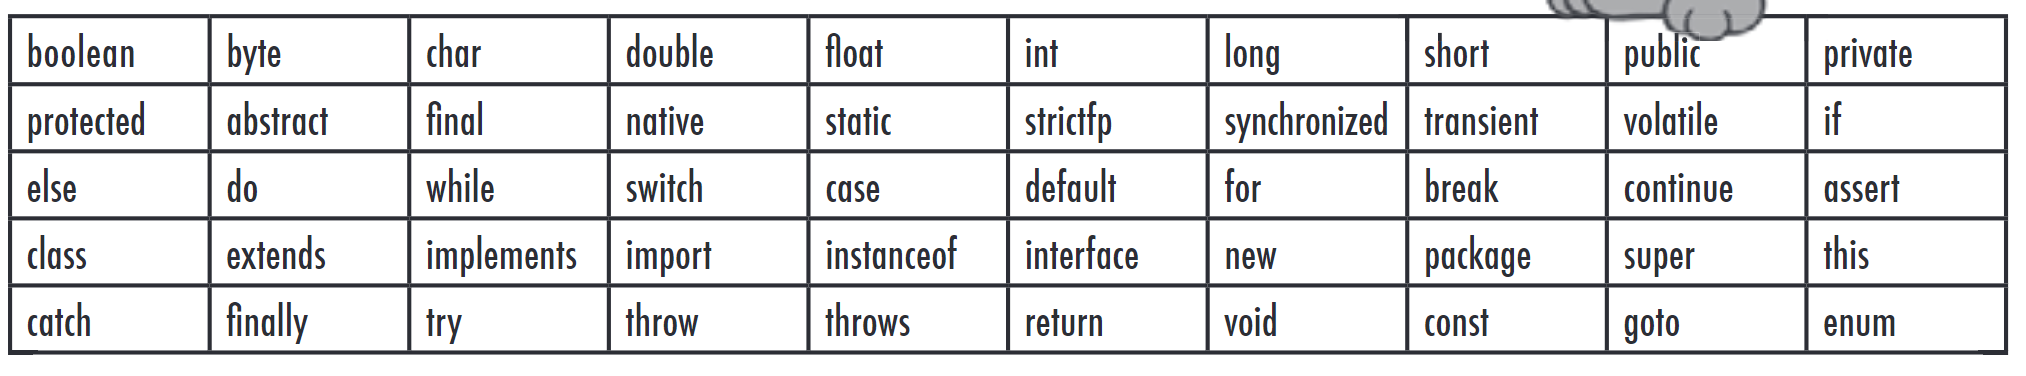 boolean byte char double float int long short public private
protected abstract final native static strictfp synchronized transient volatile if
else do while switch case default for break continue assert
class extends implements import instanceof interface new package super this
catch finally try throw throws return void const goto enum